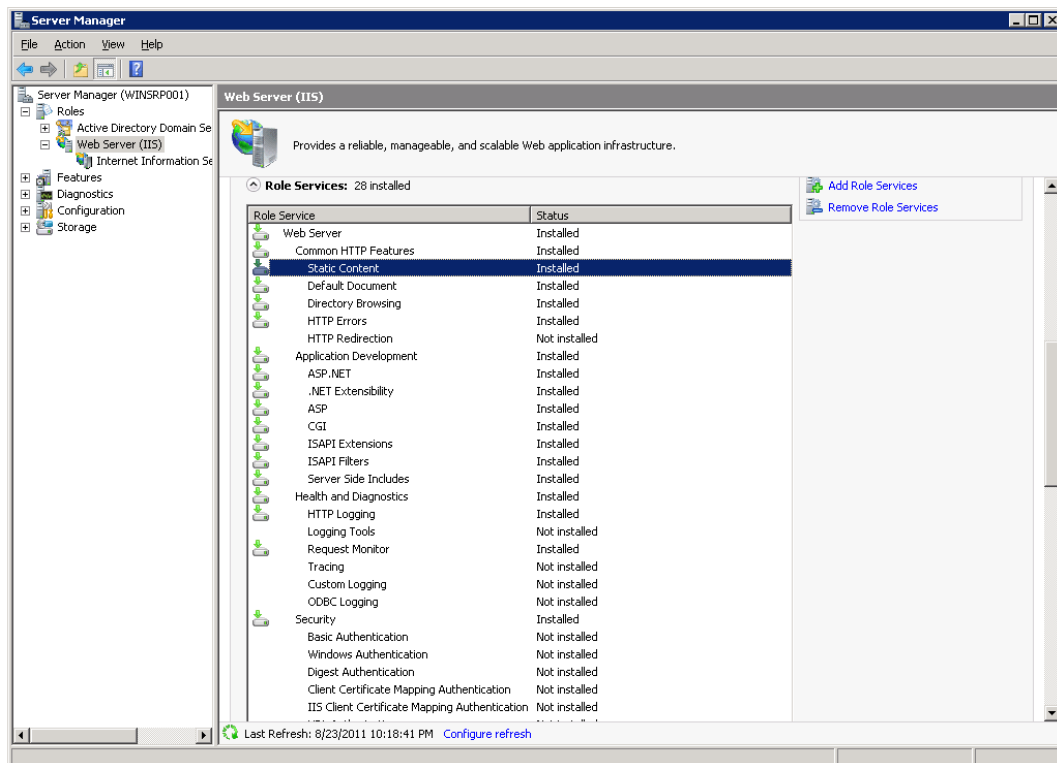 Server Manager
File Action View Help
Server Manager (WINSRP001)
Roles
Active Directory Domain Se
Web Server (IIS)
Internet Information Se
Features
Diagnostics
Configuration
Storage
Web Server (IIS)
Provides a reliable, manageable, and scalable Web application infrastructure.
Role Services: 28 installed
Add Role Services
Remove Role Services
Role Service Status
Web Server Installed
Common HTTP Features Installed
Static Content Installed
Default Document Installed
Directory Browsing Installed
HTTP Errors Installed
HTTP Redirection Not installed
Application Development Installed
ASP.NET Installed
.NET Extensibility Installed
ASP Installed
CGI Installed
ISAPI Extensions Installed
ISAPI Filters Installed
Server Side Includes Installed
Health and Diagnostics Installed
HTTP Logging Installed
Logging Tools Not installed
Request Monitor Installed
Tracing Not installed
Custom Logging Not installed
ODBC Logging Not installed
Security Installed
Basic Authentication Not installed
Windows Authentication Not installed
Digest Authentication Not installed
Client Certificate Mapping Authentication Not installed
IIS Client Certificate Mapping Authentication Not installed
Last Refresh: 8/23/2011 10:18:41 PM Configure refresh